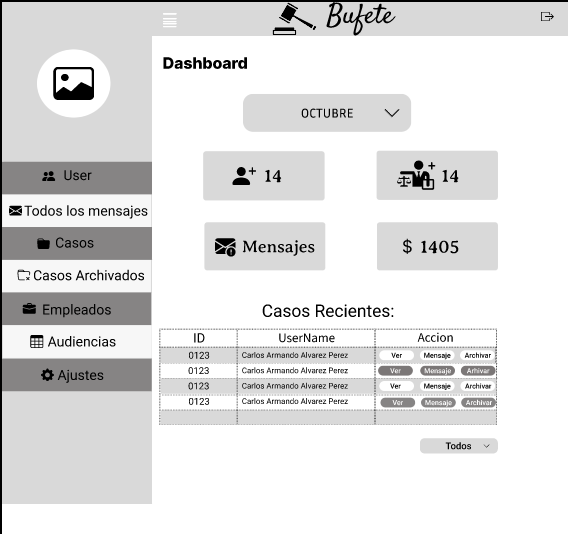 Bufete
Dashboard
OCTUBRE
14
14
Mensajes
$ 1405
User
Todos los mensajes
Casos
Casos Archivados
Empleados
Audiencias
Ajustes
Casos Recientes:
ID UserName Accion
0123 Carlos Armando Alvarez Perez Ver Mensaje Archivar
0123 Carlos Armando Alvarez Perez Ver Mensaje Arhivar
0123 Carlos Armando Alvarez Perez Ver Mensaje Archivar
0123 Carlos Armando Alvarez Perez Ver Mensaje Archivar
Todos